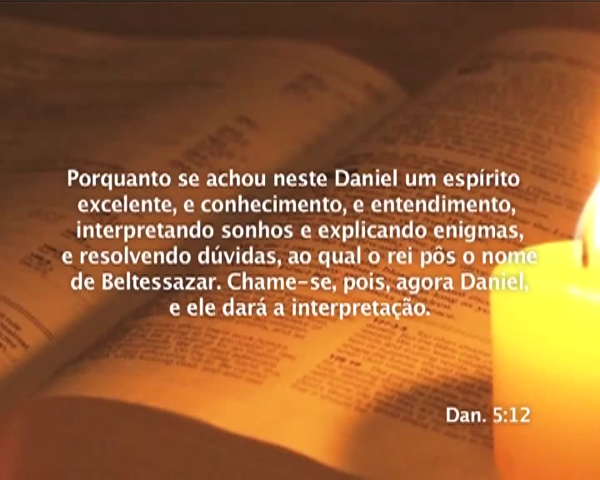 Porquanto se achou neste Daniel um espírito
excelente, e conhecimento, e entendimento,
interpretando sonhos e explicando enigmas,
e resolvendo dúvidas, ao qual o rei pôs o nome
de Beltessazar. Chame-se, pois, agora Daniel,
e ele dará a interpretação.
Dan. 5:12